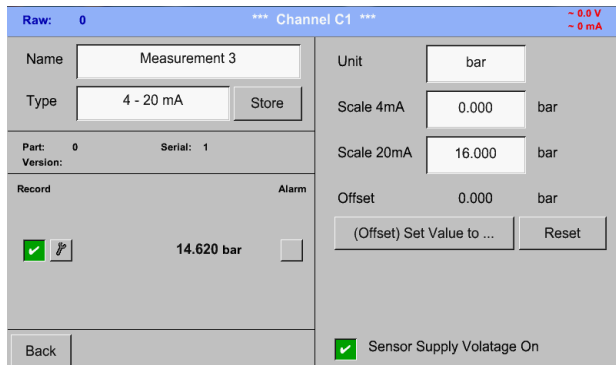 Raw: 0 *** Channel C1 *** ~ 0.0 V
~ 0 mA
Name Measurement 3
Type 4 - 20 mA Store
Part: 0 Serial: 1
Version:
Record Alarm
14.620 bar
Back
Unit bar
Scale 4mA 0.000 bar
Scale 20mA 16.000 bar
Offset 0.000 bar
(Offset) Set Value to ... Reset
Sensor Supply Volatage On